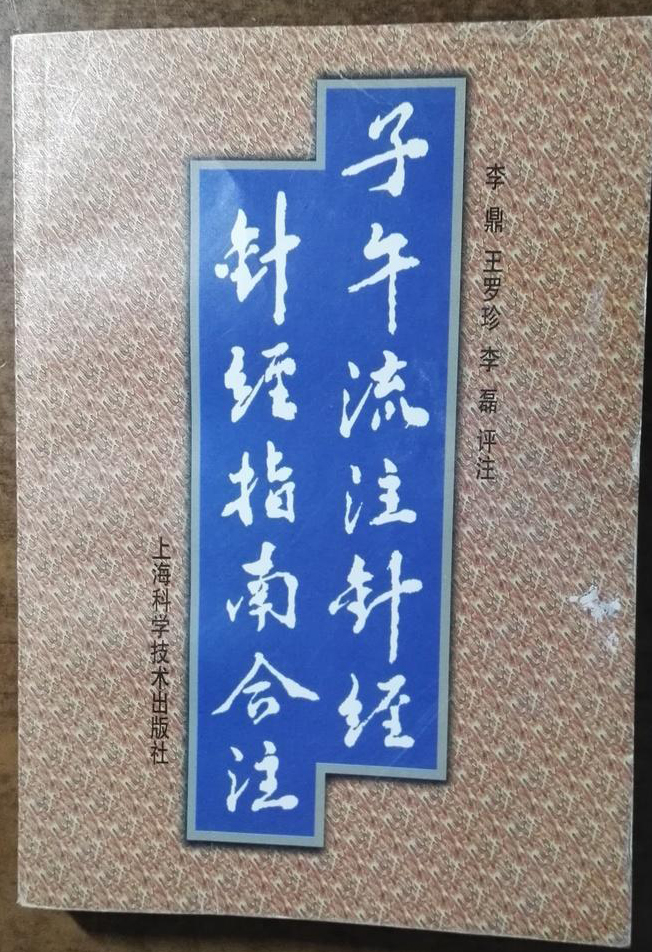 李鼎 王罗珍 李磊 评注
子午流注针经
针经指南合注
上海科学技术出版社